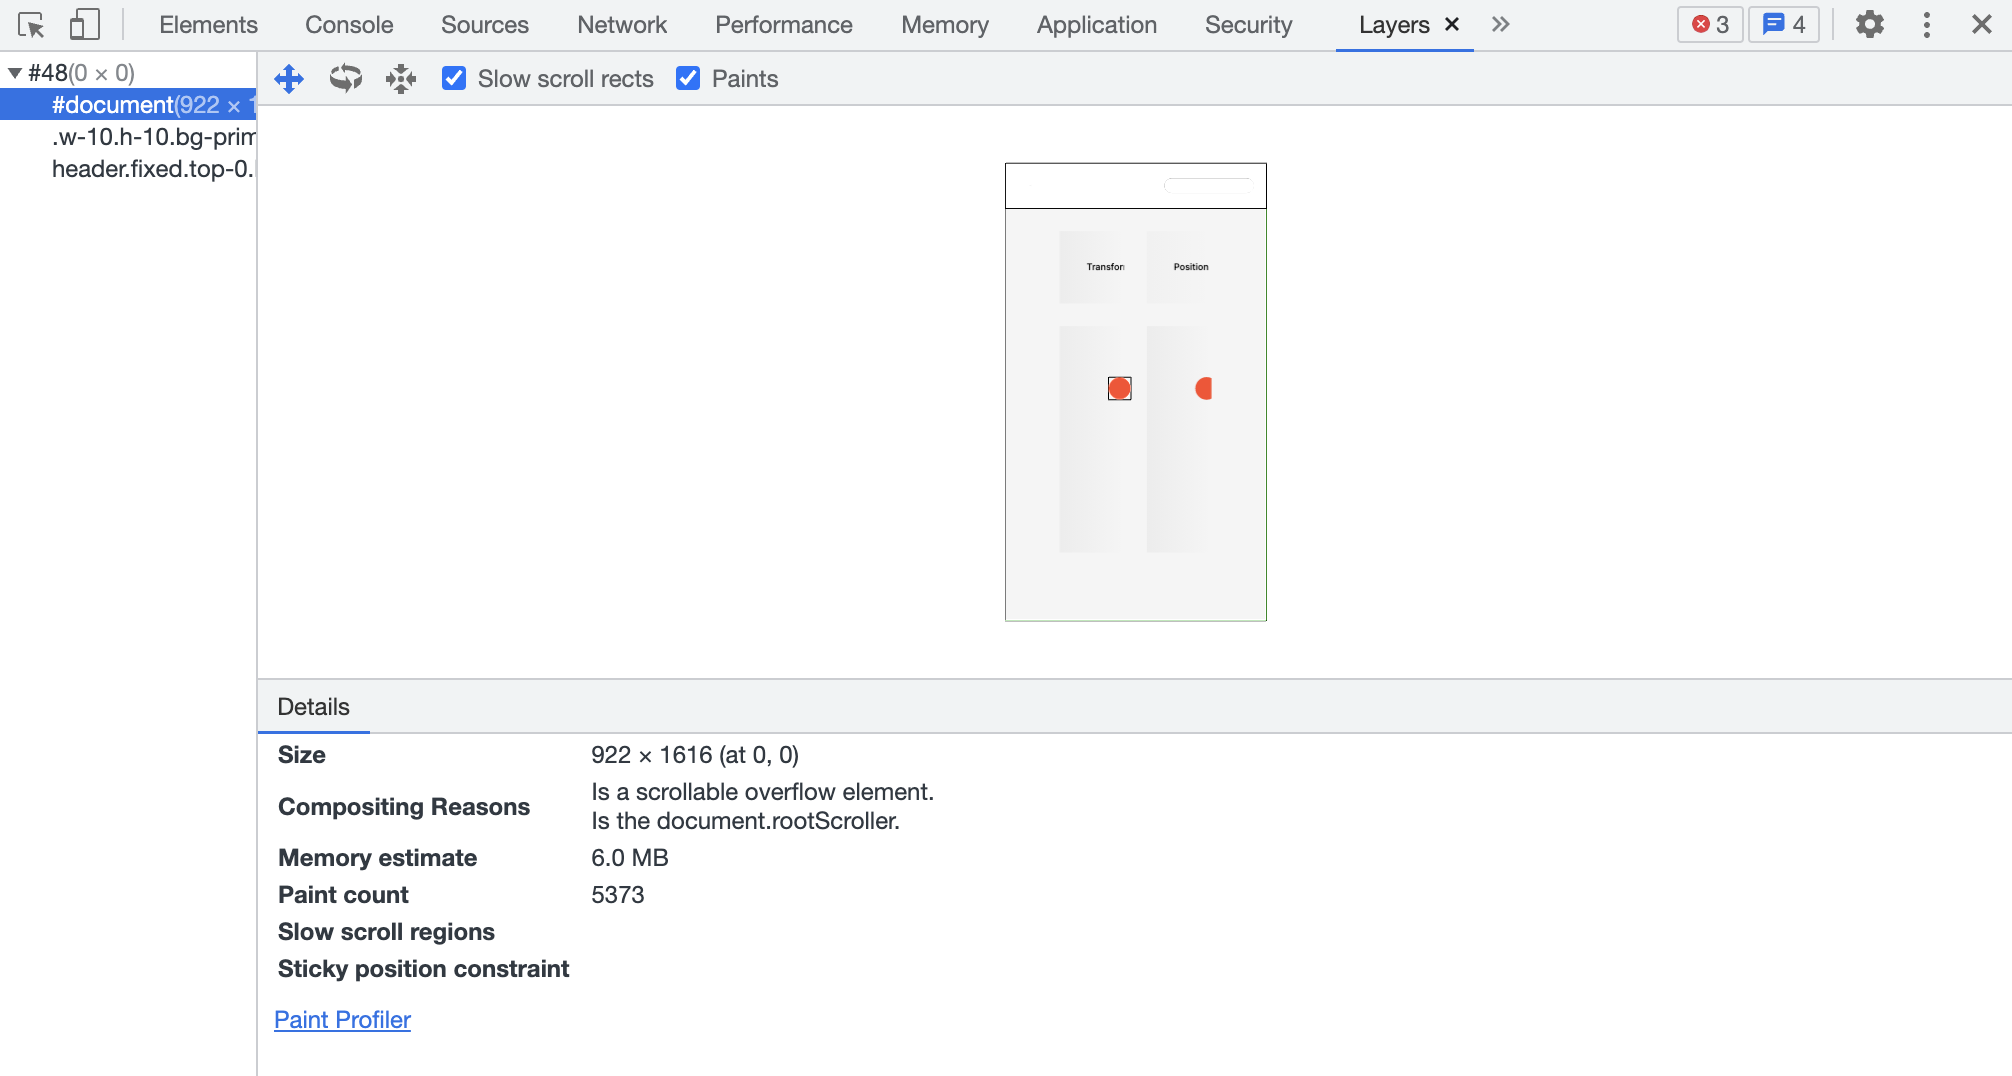 Elements Console Sources Network Performance Memory Application Security Layers 3 4
#48(0 × 0)
#document(922 ×
.w-10.h-10.bg-prim
header.fixed.top-0.
Slow scroll rects Paints
Transfor Position
Details
Size 922 × 1616 (at 0, 0)
Compositing Reasons Is a scrollable overflow element.
Is the document.rootScroller.
Memory estimate 6.0 MB
Paint count 5373
Slow scroll regions
Sticky position constraint
Paint Profiler